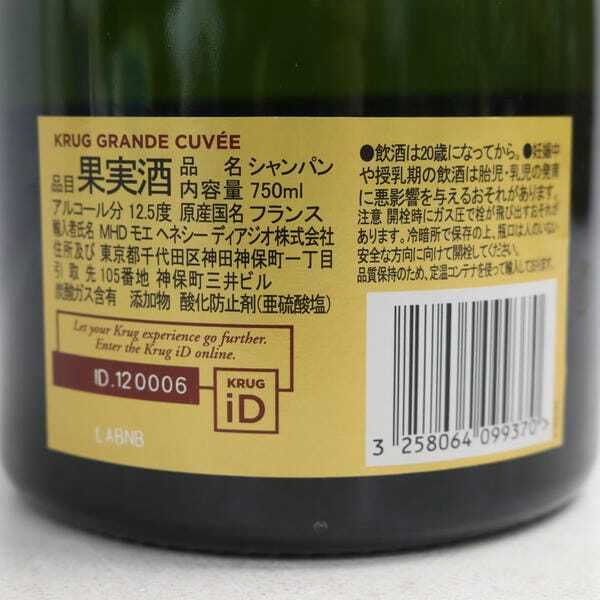 KRUG GRANDE CUVÉE
品目 果実酒 品名 シャンパン
内容量 750ml
アルコール分 12.5度 原産国名 フランス
輸入者氏名 MHD モエ ヘネシー ディアジオ株式会社
住所及び 東京都千代田区神田神保町一丁目
引取先 105番地 神保町三井ビル
炭酸ガス含有 添加物 酸化防止剤(亜硫酸塩)
Let your Krug experience go further.
Enter the Krug iD online.
ID.120006
KRUG
iD
L ABNB
●飲酒は20歳になってから。●妊娠中
や授乳期の飲酒は胎児・乳児の発育
に悪影響を与えるおそれがあります。
注意 開栓時にガス圧で栓が飛び出すおそれが
あります。冷暗所で保存の上、瓶口は人のいない
安全な方向に向けて開栓してください。
品質保持のため、定温コンテナを使って輸入しております。
3 258064 099370>